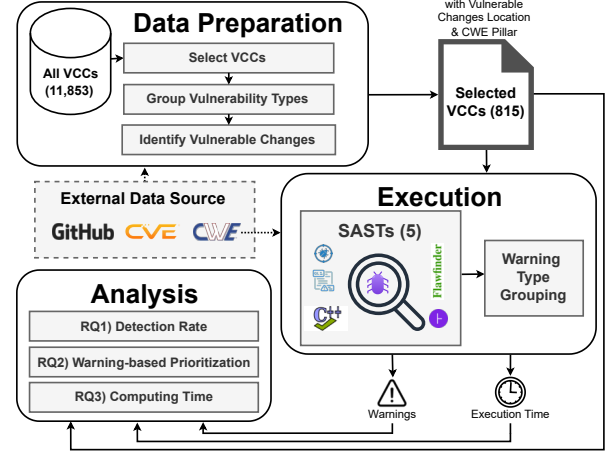 Data Preparation
All VCCs
(11,853)
Select VCCs
Group Vulnerability Types
Identify Vulnerable Changes
with Vulnerable
Changes Location
& CWE Pillar
Selected
VCCs (815)
External Data Source
GitHub CVE CWE
Execution
SASTs (5)
Flawfinder
C++
Warning
Type
Grouping
Analysis
RQ1) Detection Rate
RQ2) Warning-based Prioritization
RQ3) Computing Time
Warnings
Execution Time